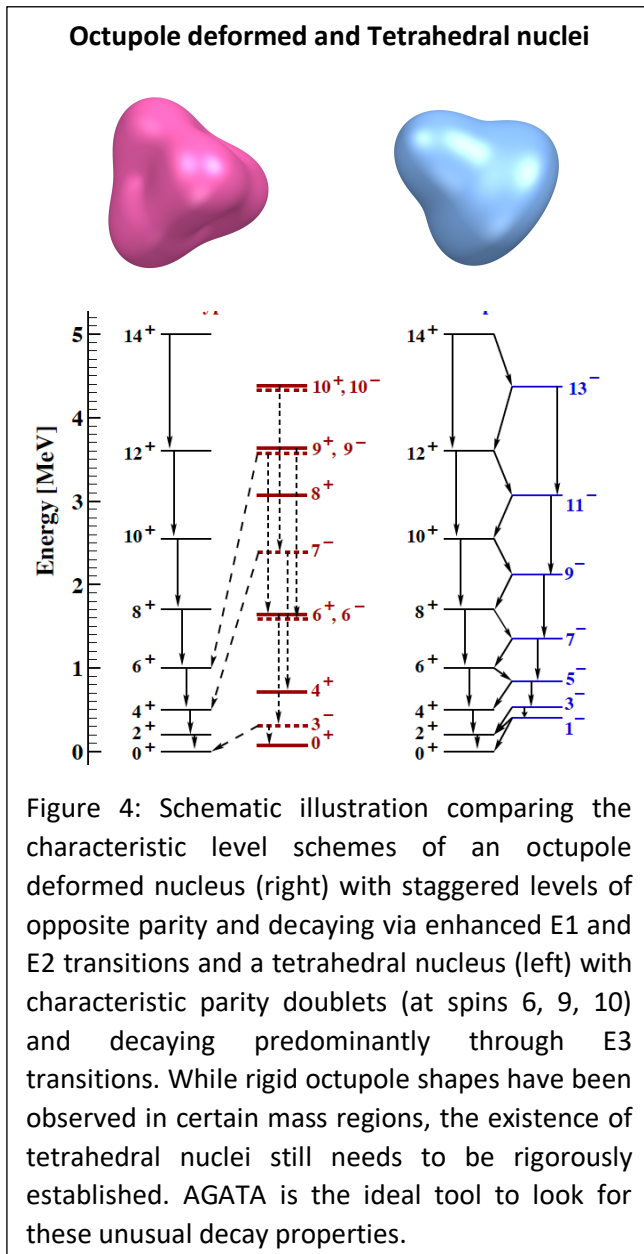 Octupole deformed and Tetrahedral nuclei
5
4
3
2
1
0
Energy [MeV]
14⁺
12⁺
10⁺
8⁺
6⁺
4⁺
2⁺
0⁺
10⁺, 10⁻
9⁺, 9⁻
8⁺
7⁻
6⁺, 6⁻
4⁺
3⁻
0⁺
14⁺
12⁺
10⁺
8⁺
6⁺
4⁺
2⁺
0⁺
13⁻
11⁻
9⁻
7⁻
5⁻
3⁻
1⁻
Figure 4: Schematic illustration comparing the
characteristic level schemes of an octupole
deformed nucleus (right) with staggered levels of
opposite parity and decaying via enhanced E1 and
E2 transitions and a tetrahedral nucleus (left) with
characteristic parity doublets (at spins 6, 9, 10)
and decaying predominantly through E3
transitions. While rigid octupole shapes have been
observed in certain mass regions, the existence of
tetrahedral nuclei still needs to be rigorously
established. AGATA is the ideal tool to look for
these unusual decay properties.